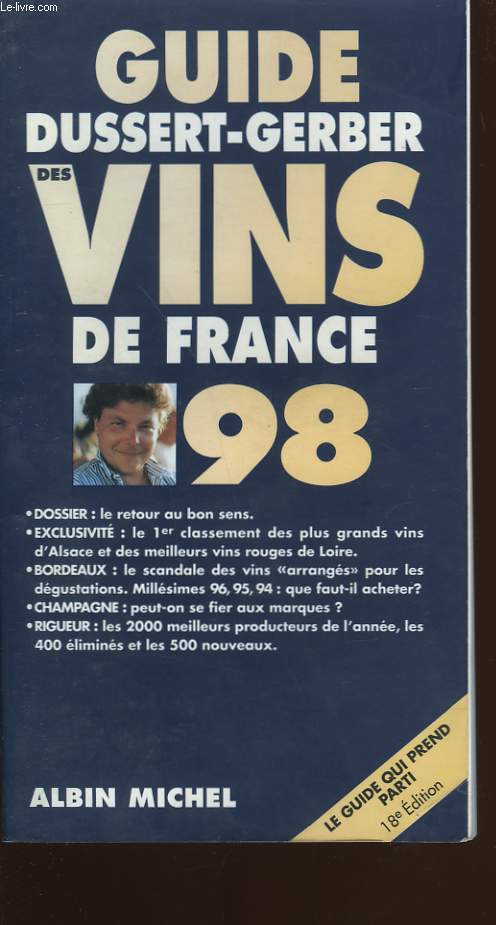 Le-livre.com
GUIDE
DUSSERT-GERBER
DES
VINS
DE FRANCE
98
• DOSSIER : le retour au bon sens.
• EXCLUSIVITÉ : le 1er classement des plus grands vins
d'Alsace et des meilleurs vins rouges de Loire.
• BORDEAUX : le scandale des vins «arrangés» pour les
dégustations. Millésimes 96, 95, 94 : que faut-il acheter?
• CHAMPAGNE : peut-on se fier aux marques ?
• RIGUEUR : les 2000 meilleurs producteurs de l'année, les
400 éliminés et les 500 nouveaux.
LE GUIDE QUI PREND
PARTI
18e Édition
ALBIN MICHEL